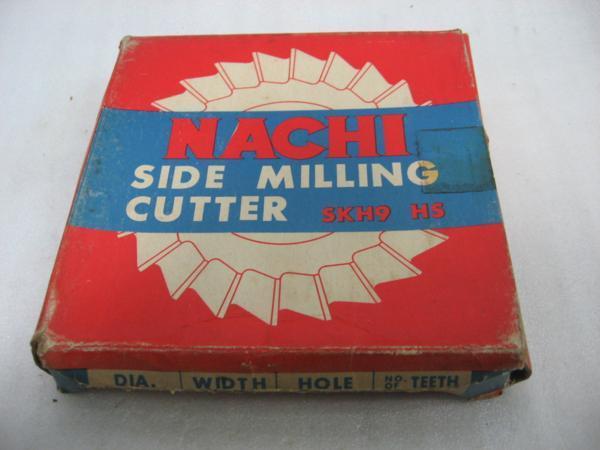 NACHI
SIDE MILLING
CUTTER SKH9 HS
DIA. WIDTH HOLE NO. OF TEETH